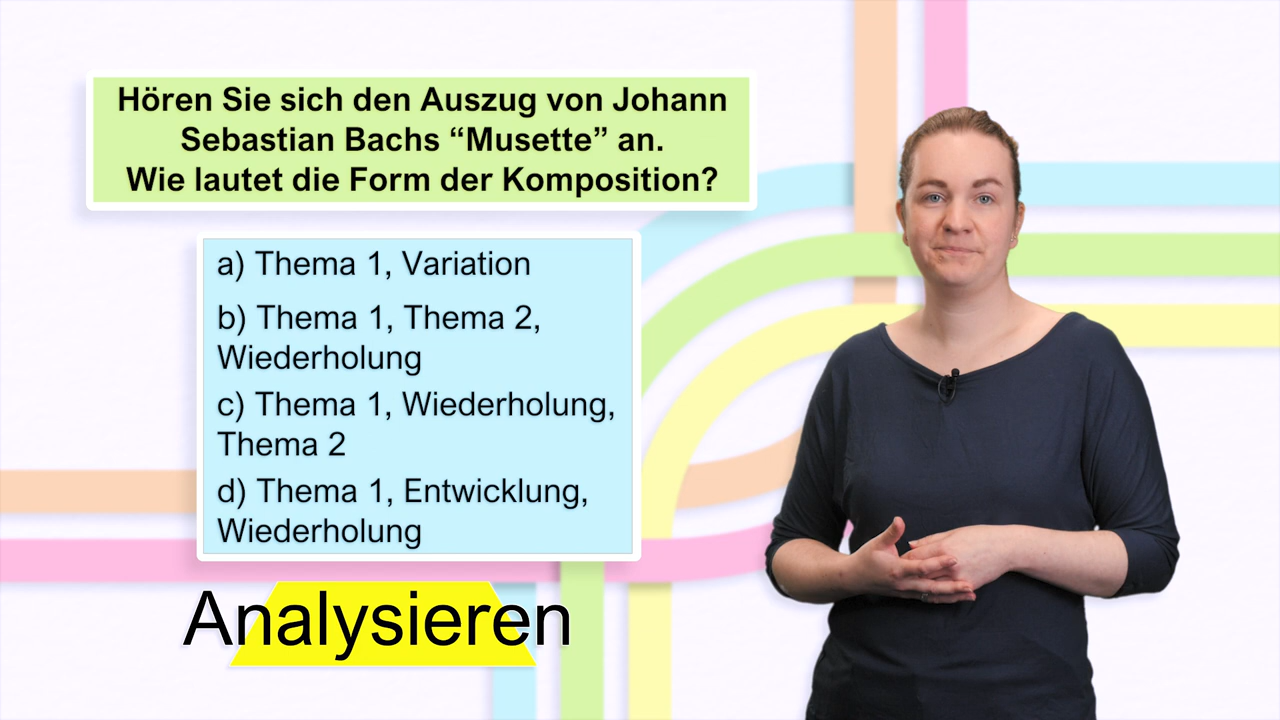 Hören Sie sich den Auszug von Johann
Sebastian Bachs “Musette” an.
Wie lautet die Form der Komposition?
a) Thema 1, Variation
b) Thema 1, Thema 2,
Wiederholung
c) Thema 1, Wiederholung,
Thema 2
d) Thema 1, Entwicklung,
Wiederholung
Analysieren